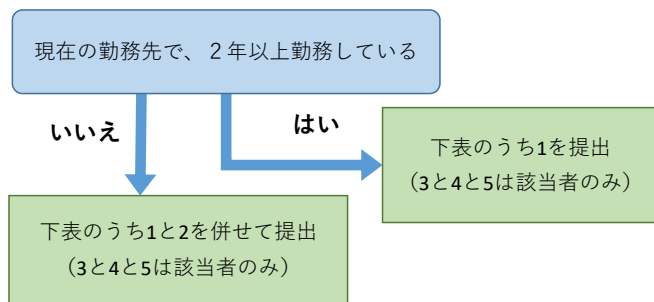 現在の勤務先で、２年以上勤務している
いいえ
はい
下表のうち1を提出
（3と4と5は該当者のみ）
下表のうち1と2を併せて提出
（3と4と5は該当者のみ）